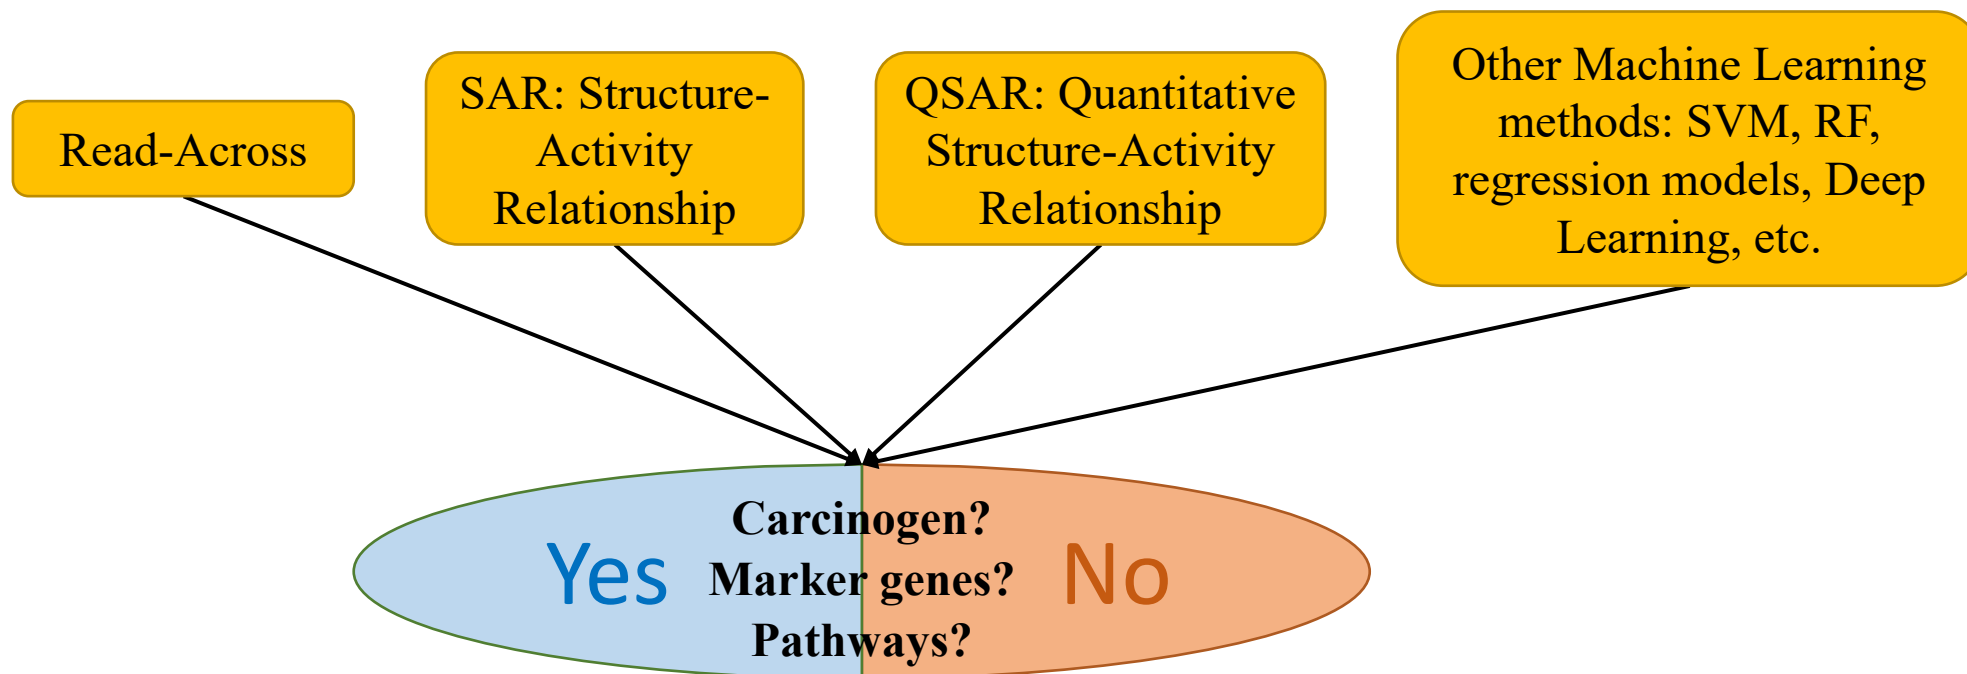 Read-Across
SAR: Structure-
Activity
Relationship
QSAR: Quantitative
Structure-Activity
Relationship
Other Machine Learning
methods: SVM, RF,
regression models, Deep
Learning, etc.
Carcinogen?
Yes
Marker genes?
No
Pathways?